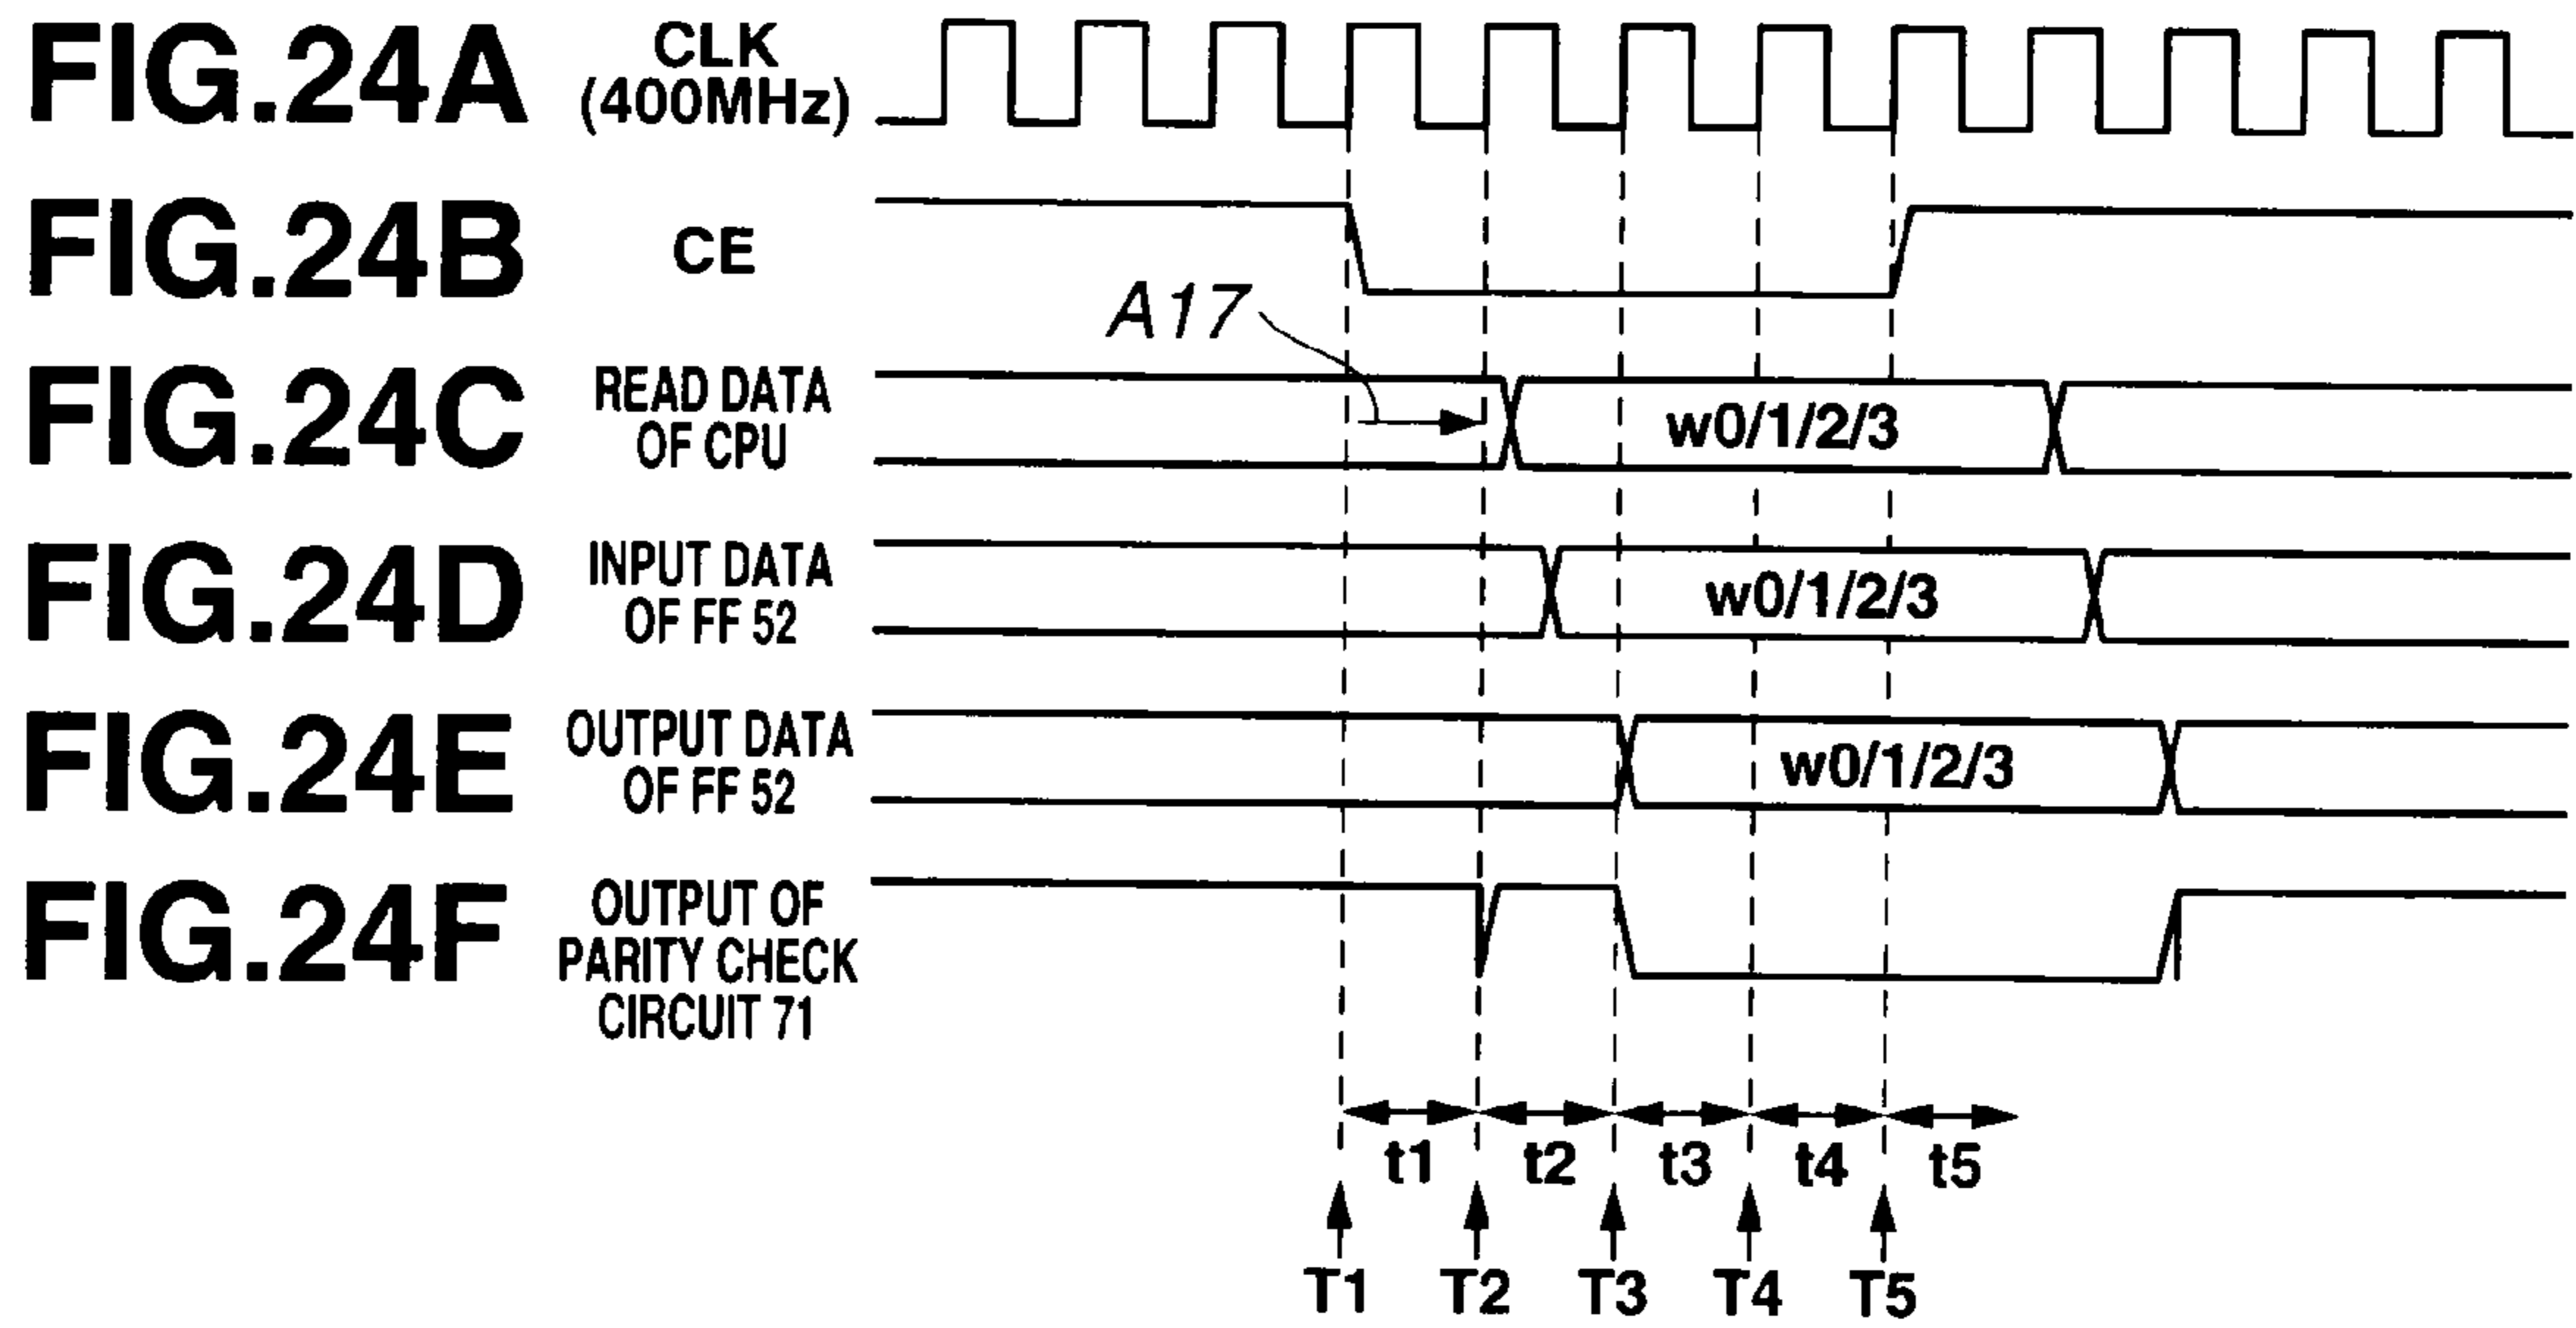 FIG.24A CLK
(400MHz)
FIG.24B CE
A17
FIG.24C READ DATA
OF CPU
w0/1/2/3
FIG.24D INPUT DATA
OF FF 52
w0/1/2/3
FIG.24E OUTPUT DATA
OF FF 52
w0/1/2/3
FIG.24F OUTPUT OF
PARITY CHECK
CIRCUIT 71
t1 t2 t3 t4 t5
T1 T2 T3 T4 T5